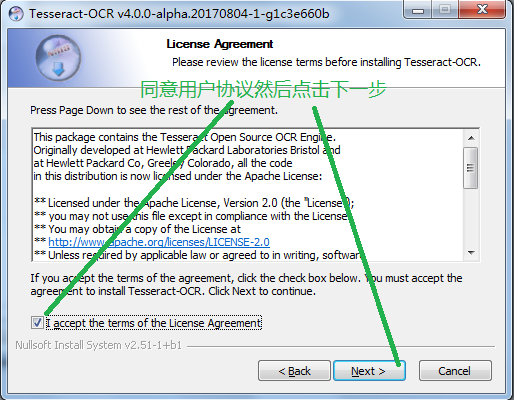 Tesseract-OCR v4.0.0-alpha.20170804-1-g1c3e660b
License Agreement
Please review the license terms before installing Tesseract-OCR.
同意用户协议然后点击下一步
Press Page Down to see the rest of the agreement.
This package contains the Tesseract Open Source OCR Engine.
Originally developed at Hewlett Packard Laboratories Bristol and
at Hewlett Packard Co, Greeley Colorado, all the code
in this distribution is now licensed under the Apache License:
** Licensed under the Apache License, Version 2.0 (the "License");
** you may not use this file except in compliance with the License.
** You may obtain a copy of the License at
** http://www.apache.org/licenses/LICENSE-2.0
** Unless required by applicable law or agreed to in writing, software
If you accept the terms of the agreement, click the check box below. You must accept the
agreement to install Tesseract-OCR. Click Next to continue.
I accept the terms of the License Agreement
Nullsoft Install System v2.51-1+b1
< Back
Next >
Cancel